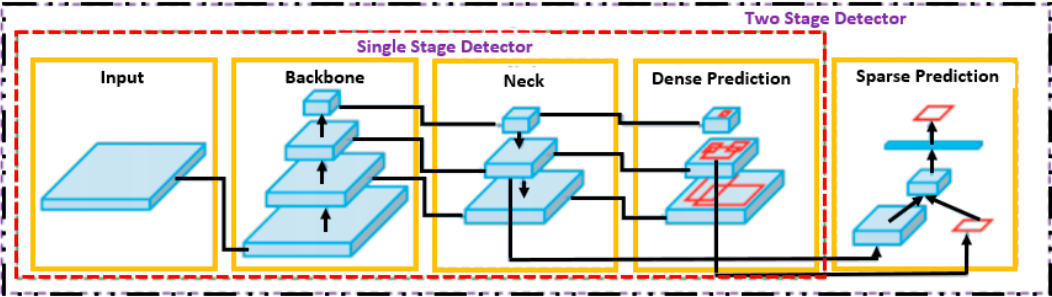 Two Stage Detector
Single Stage Detector
Input
Backbone
Neck
Dense Prediction
Sparse Prediction